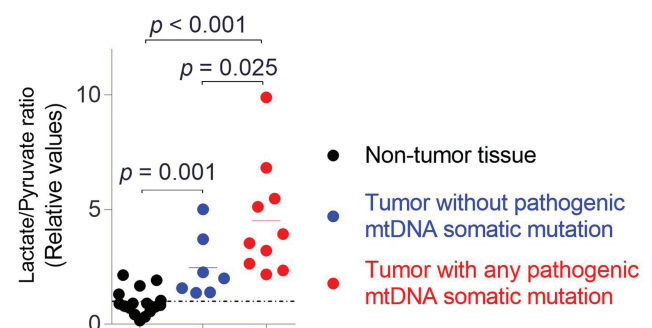 p < 0.001
p = 0.025
p = 0.001
Lactate/Pyruvate ratio
(Relative values)
10
5
0
Non-tumor tissue
Tumor without pathogenic
mtDNA somatic mutation
Tumor with any pathogenic
mtDNA somatic mutation